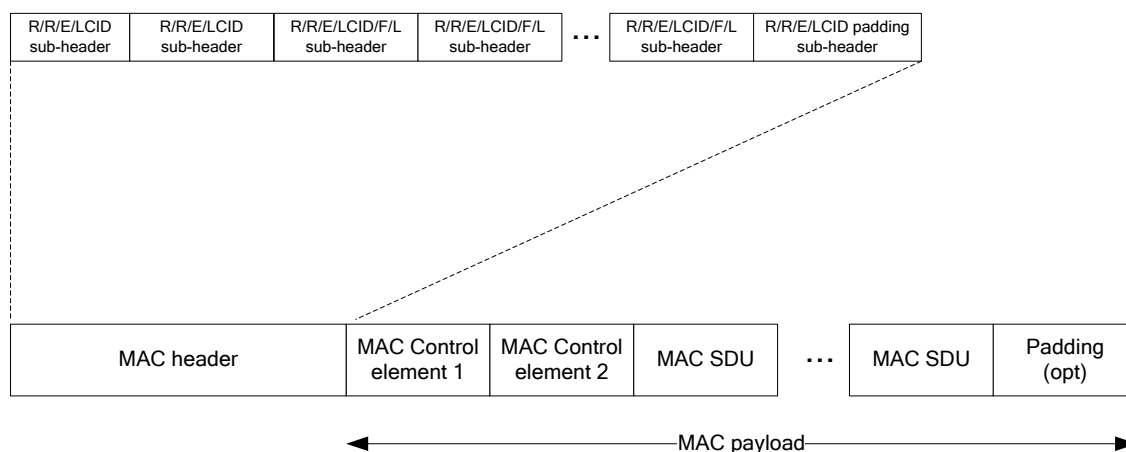 R/R/E/LCID
sub-header
R/R/E/LCID
sub-header
R/R/E/LCID/F/L
sub-header
R/R/E/LCID/F/L
sub-header
...
R/R/E/LCID/F/L
sub-header
R/R/E/LCID padding
sub-header
MAC header
MAC Control
element 1
MAC Control
element 2
MAC SDU
...
MAC SDU
Padding
(opt)
MAC payload